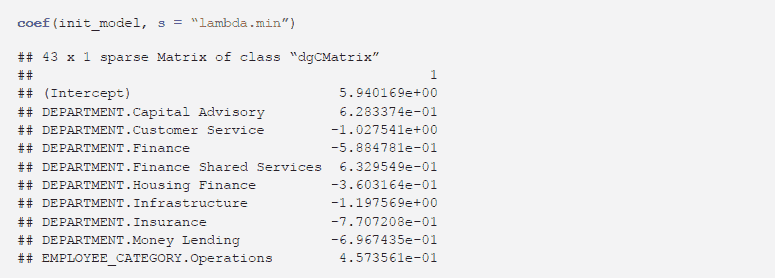 coef(init_model, s = “lambda.min”)
## 43 x 1 sparse Matrix of class “dgCMatrix”
## 1
## (Intercept) 5.940169e+00
## DEPARTMENT.Capital Advisory 6.283374e-01
## DEPARTMENT.Customer Service -1.027541e+00
## DEPARTMENT.Finance -5.884781e-01
## DEPARTMENT.Finance Shared Services 6.329549e-01
## DEPARTMENT.Housing Finance -3.603164e-01
## DEPARTMENT.Infrastructure -1.197569e+00
## DEPARTMENT.Insurance -7.707208e-01
## DEPARTMENT.Money Lending -6.967435e-01
## EMPLOYEE_CATEGORY.Operations 4.573561e-01